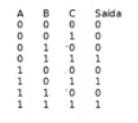 A B C Saída
0 0 0 0
0 0 1 0
0 1 0 0
0 1 1 1
1 0 0 0
1 0 1 1
1 1 0 0
1 1 1 1